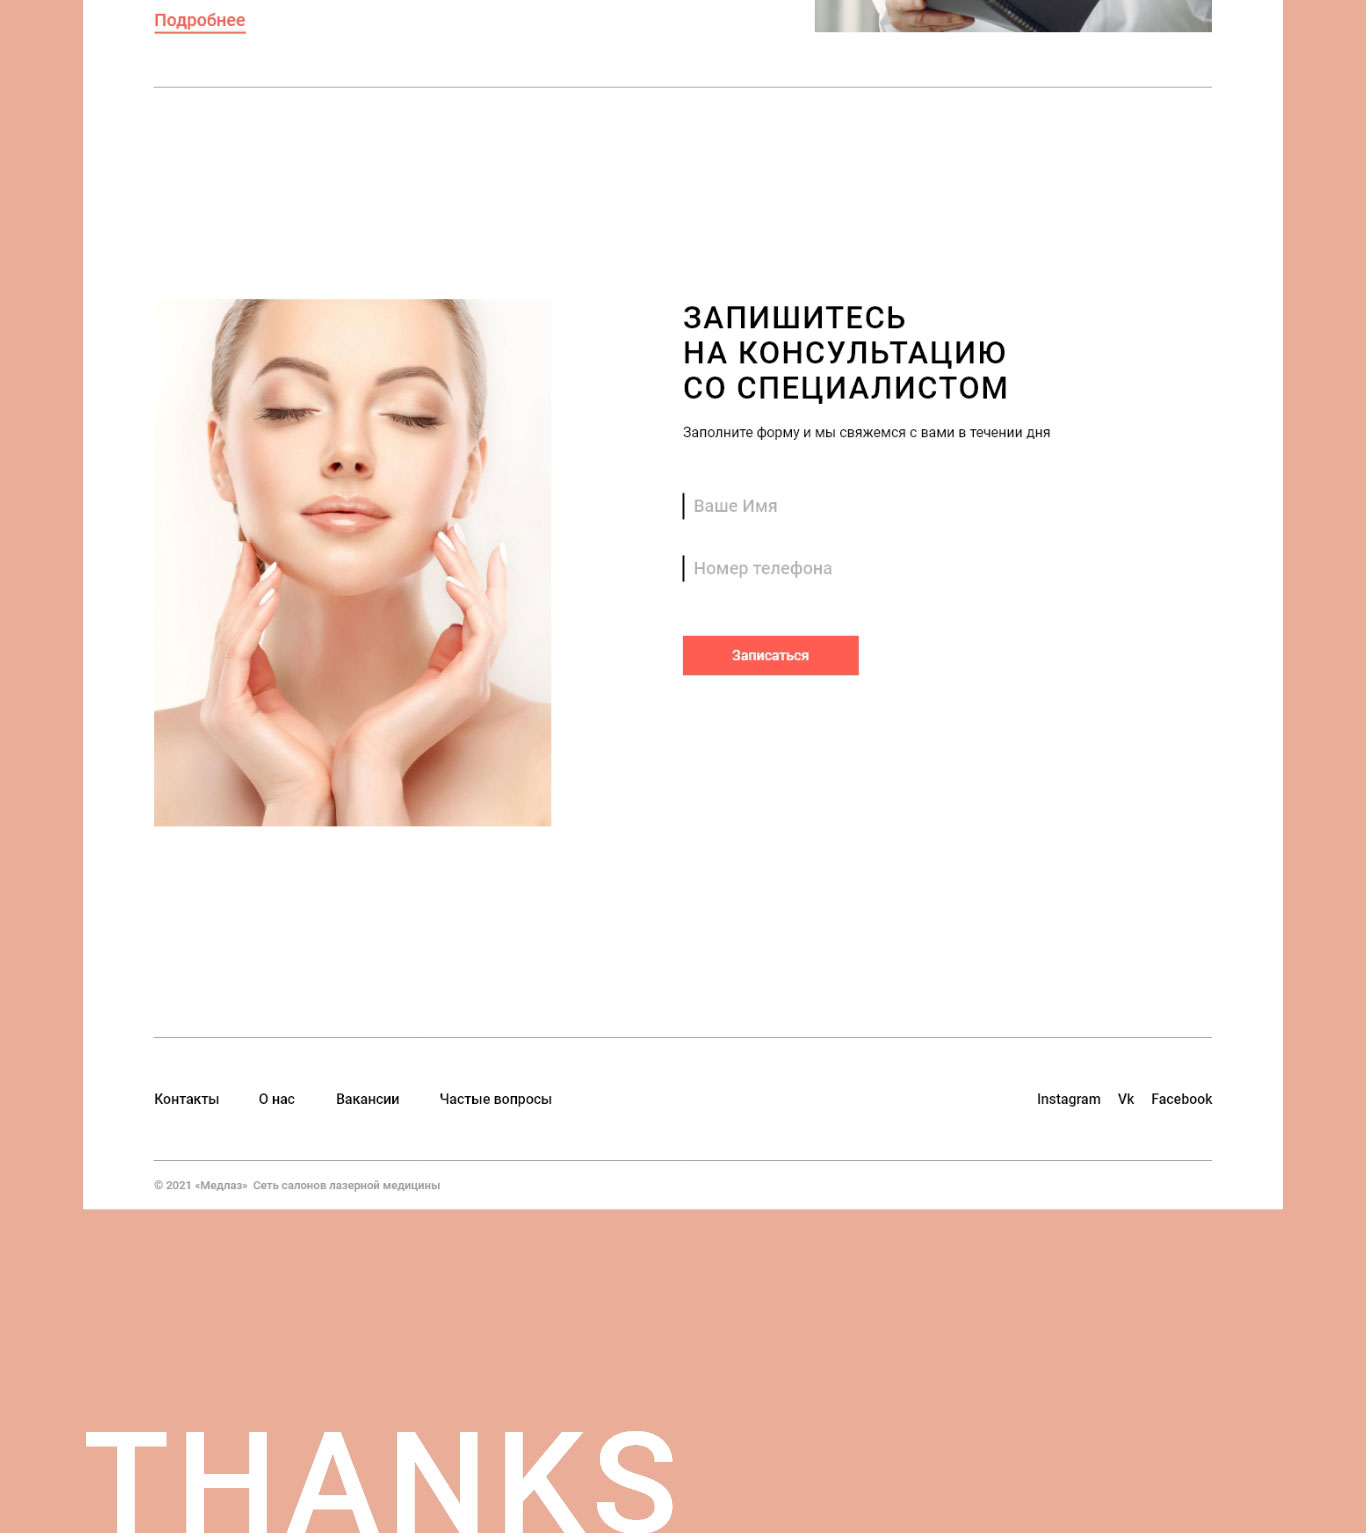 Подробнее
ЗАПИШИТЕСЬ
НА КОНСУЛЬТАЦИЮ
СО СПЕЦИАЛИСТОМ
Заполните форму и мы свяжемся с вами в течении дня
Ваше Имя
Номер телефона
Записаться
Контакты О нас Вакансии Частые вопросы Instagram Vk Facebook
© 2021 «Медлаз» Сеть салонов лазерной медицины
THANKS